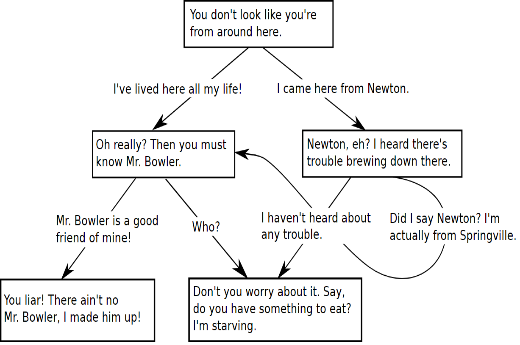 You don't look like you're
from around here.
I've lived here all my life!
I came here from Newton.
Oh really? Then you must
know Mr. Bowler.
Newton, eh? I heard there's
trouble brewing down there.
Mr. Bowler is a good
friend of mine!
Who?
I haven't heard about
any trouble.
Did I say Newton? I'm
actually from Springville.
You liar! There ain't no
Mr. Bowler, I made him up!
Don't you worry about it. Say,
do you have something to eat?
I'm starving.